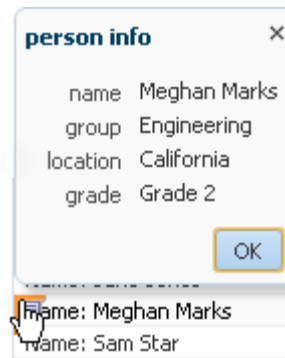 person info
name Meghan Marks
group Engineering
location California
grade Grade 2
OK
Name: Meghan Marks
Name: Sam Star